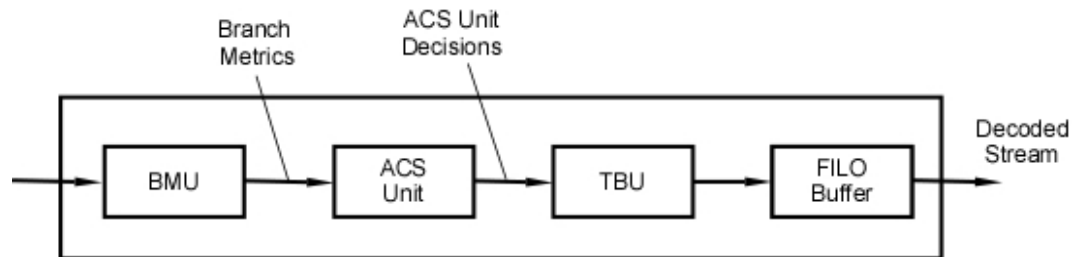 Branch
Metrics
ACS Unit
Decisions
BMU
ACS
Unit
TBU
FILO
Buffer
Decoded
Stream